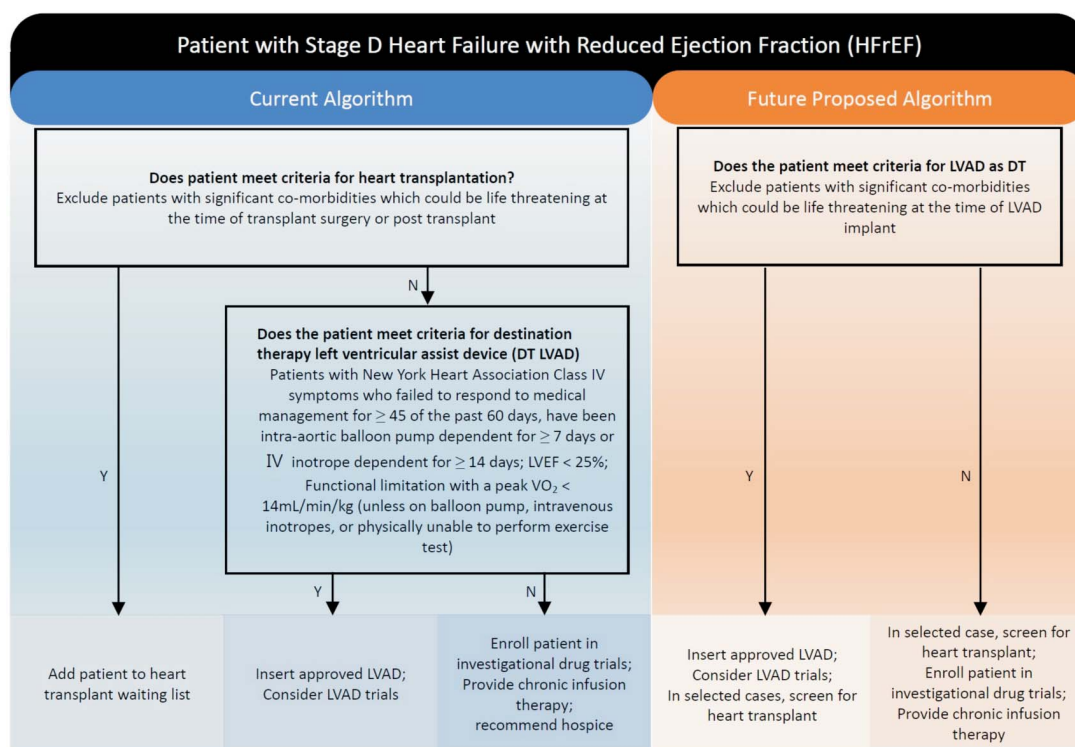 Patient with Stage D Heart Failure with Reduced Ejection Fraction (HFrEF)
Current Algorithm
Does patient meet criteria for heart transplantation?
Exclude patients with significant co-morbidities which could be life threatening at
the time of transplant surgery or post transplant
N
Does the patient meet criteria for destination
therapy left ventricular assist device (DT LVAD)
Patients with New York Heart Association Class IV
symptoms who failed to respond to medical
management for ≥ 45 of the past 60 days, have been
intra-aortic balloon pump dependent for ≥ 7 days or
IV inotrope dependent for ≥ 14 days; LVEF < 25%;
Functional limitation with a peak VO₂ <
14mL/min/kg (unless on balloon pump, intravenous
inotropes, or physically unable to perform exercise
test)
Y
Y
N
Add patient to heart
transplant waiting list
Insert approved LVAD;
Consider LVAD trials
Enroll patient in
investigational drug trials;
Provide chronic infusion
therapy;
recommend hospice
Future Proposed Algorithm
Does the patient meet criteria for LVAD as DT
Exclude patients with significant co-morbidities
which could be life threatening at the time of LVAD
implant
Y
N
Insert approved LVAD;
Consider LVAD trials;
In selected cases, screen for
heart transplant
In selected case, screen for
heart transplant;
Enroll patient in
investigational drug trials;
Provide chronic infusion
therapy